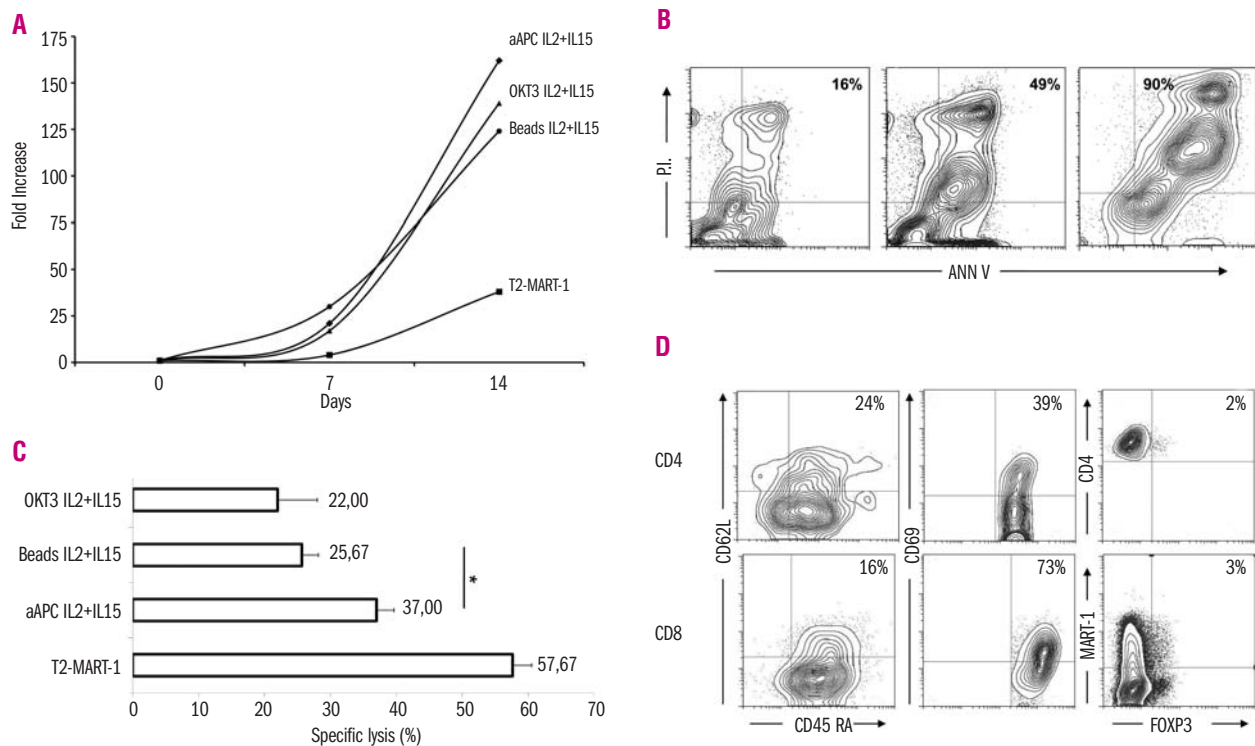 A
175
150
125
100
75
50
25
0
Fold Increase
0
7
14
Days
aAPC IL2+IL15
OKT3 IL2+IL15
Beads IL2+IL15
T2-MART-1
B
16%
49%
90%
P.I.
ANN V
C
OKT3 IL2+IL15
22,00
Beads IL2+IL15
25,67
*
aAPC IL2+IL15
37,00
T2-MART-1
57,67
0 10 20 30 40 50 60 70
Specific lysis (%)
D
CD4
24%
39%
2%
CD62L
CD69
CD4
CD8
16%
73%
3%
MART-1
CD45 RA
FOXP3